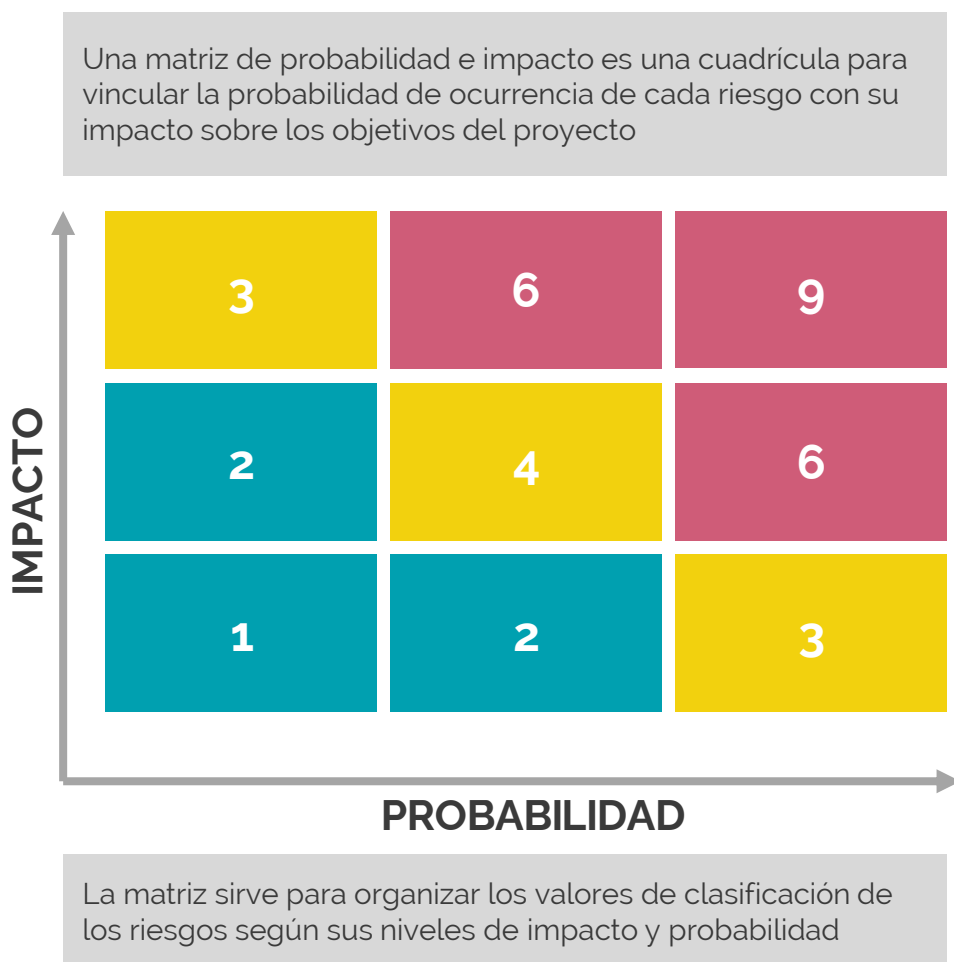 Una matriz de probabilidad e impacto es una cuadrícula para
vincular la probabilidad de ocurrencia de cada riesgo con su
impacto sobre los objetivos del proyecto
IMPACTO
3
6
9
2
4
6
1
2
3
PROBABILIDAD
La matriz sirve para organizar los valores de clasificación de
los riesgos según sus niveles de impacto y probabilidad